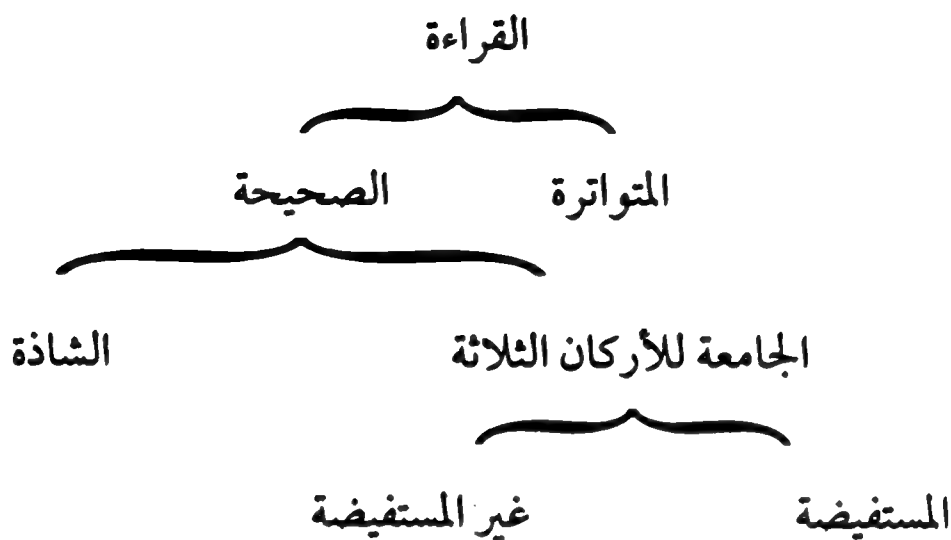 القراءة
المتواترة الصحيحة
الجامعة للأركان الثلاثة الشاذة
المستفيضة غير المستفيضة